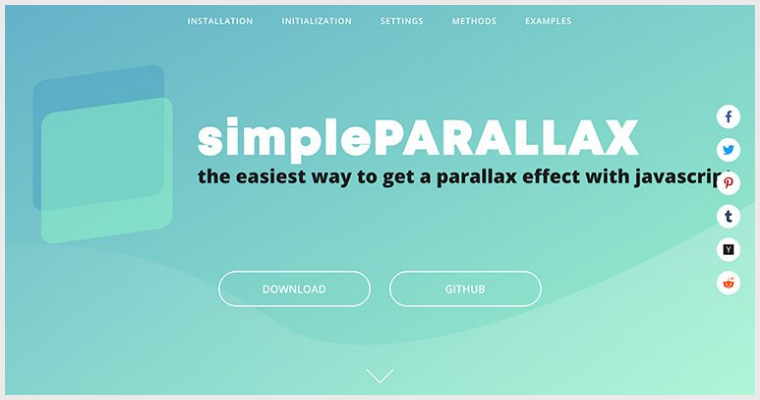 INSTALLATION INITIALIZATION SETTINGS METHODS EXAMPLES
simplePARALLAX
the easiest way to get a parallax effect with javascrip
DOWNLOAD GITHUB